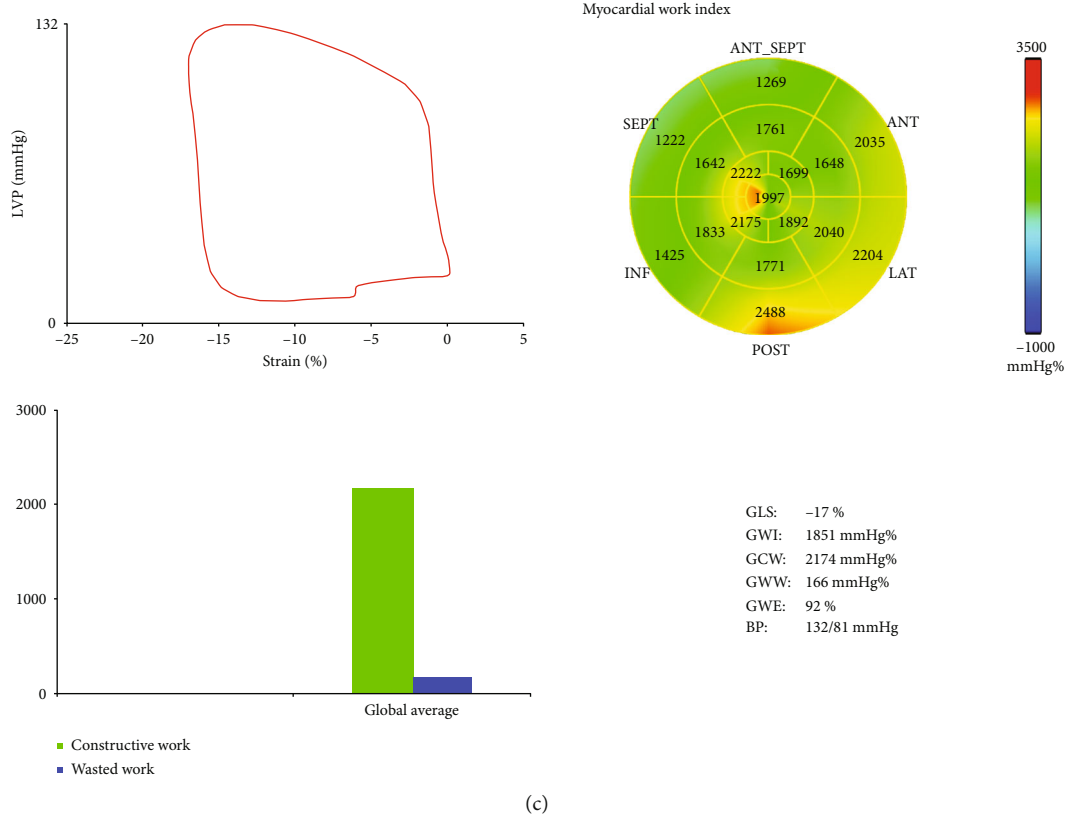 132
LVP (mmHg)
0
–25
–20
–15
–10
–5
0
5
Strain (%)
Myocardial work index
ANT_SEPT
1269
SEPT
1222
ANT
2035
1761
1642
1648
2222
1699
1997
2175
1892
1833
2040
1425
2204
INF
1771
LAT
2488
POST
3500
–1000
mmHg%
3000
2000
1000
0
Global average
Constructive work
Wasted work
GLS: –17 %
GWI: 1851 mmHg%
GCW: 2174 mmHg%
GWW: 166 mmHg%
GWE: 92 %
BP: 132/81 mmHg
(c)